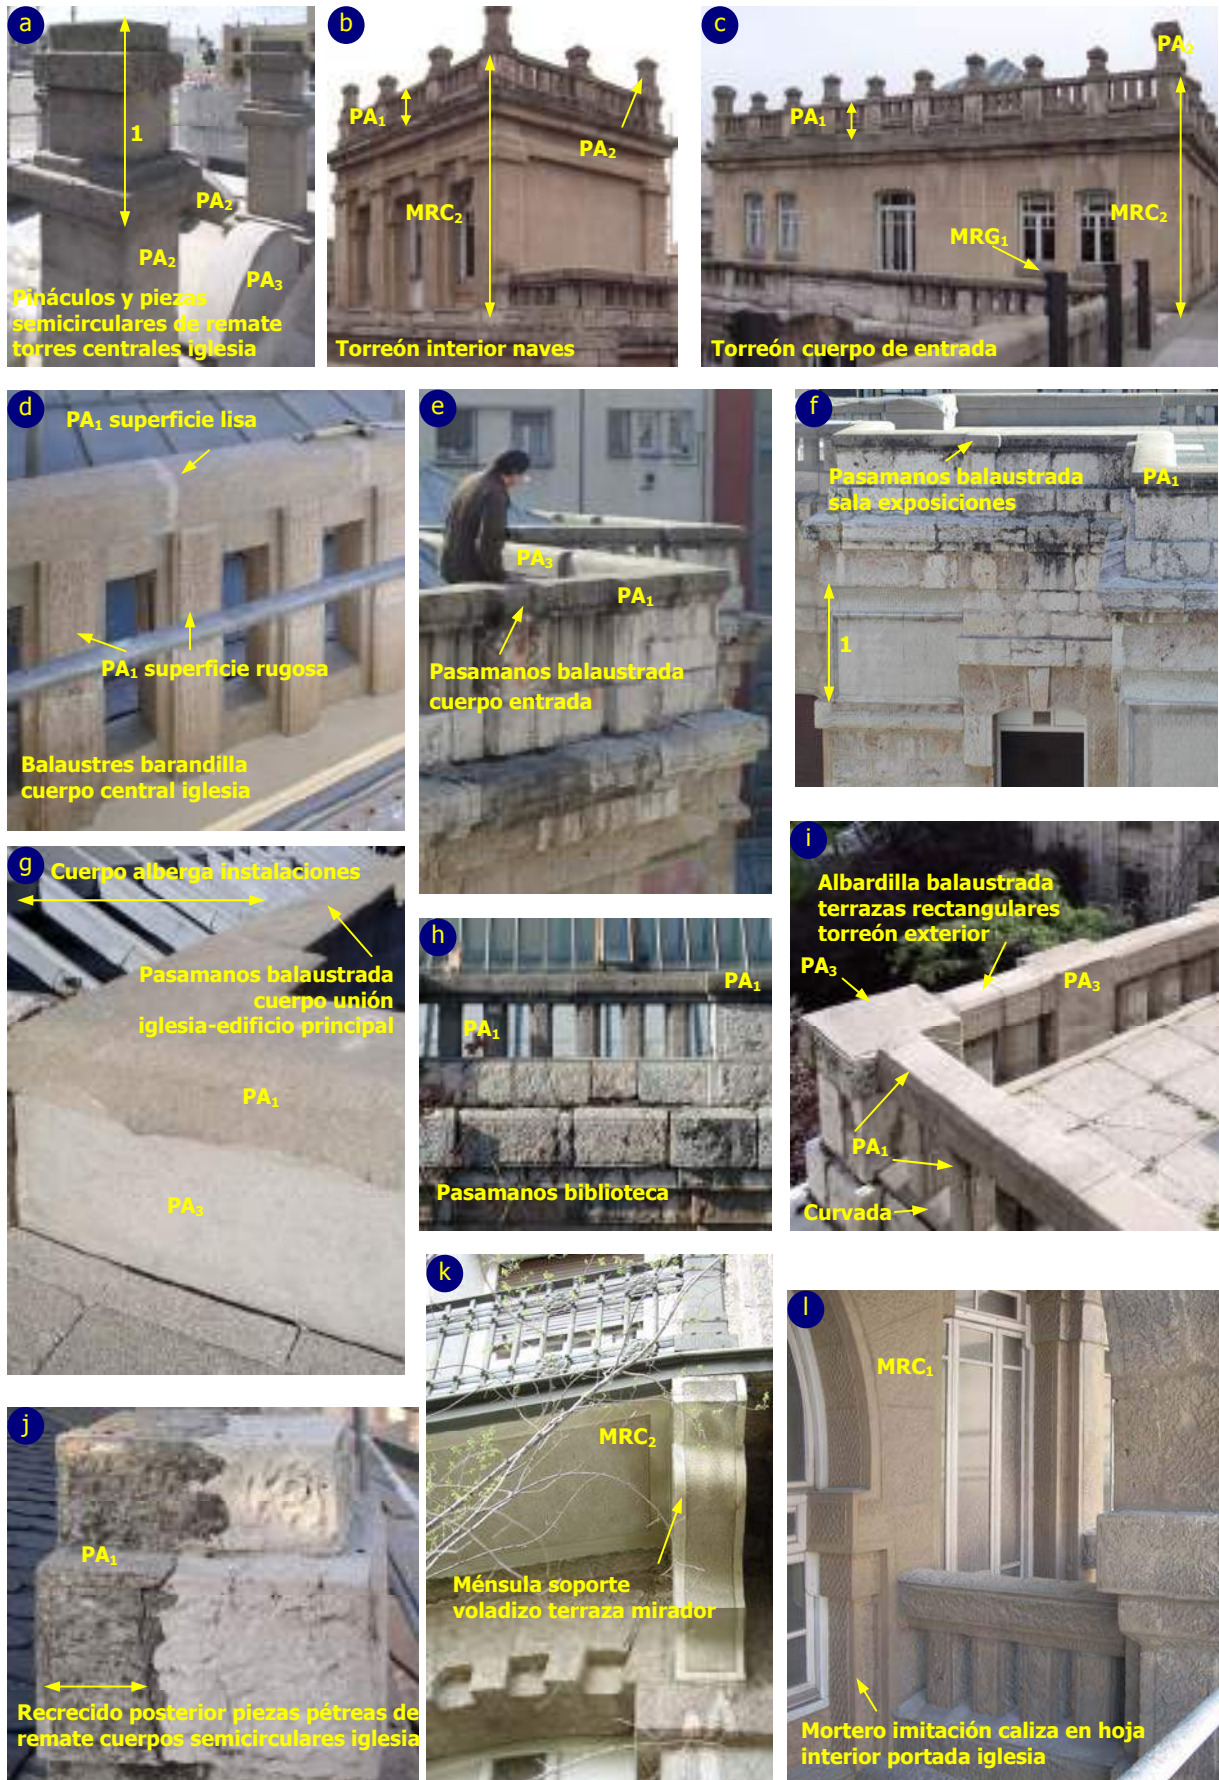 a
1
PA₂
PA₂
PA₃
Pináculos y piezas
semicirculares de remate
torres centrales iglesia
b
PA₁
PA₂
MRC₂
Torreón interior naves
c
PA₂
PA₁
MRC₂
MRG₁
Torreón cuerpo de entrada
d
PA₁ superficie lisa
PA₁ superficie rugosa
Balaustres barandilla
cuerpo central iglesia
e
PA₃
PA₁
Pasamanos balaustrada
cuerpo entrada
f
Pasamanos balaustrada
sala exposiciones
PA₁
1
g
Cuerpo alberga instalaciones
Pasamanos balaustrada
cuerpo unión
iglesia-edificio principal
PA₁
PA₃
h
PA₁
PA₁
Pasamanos biblioteca
i
Albardilla balaustrada
terrazas rectangulares
torreón exterior
PA₃
PA₃
PA₁
Curvada
j
PA₁
Recrecido posterior piezas pétreas de
remate cuerpos semicirculares iglesia
k
MRC₂
Ménsula soporte
voladizo terraza mirador
l
MRC₁
Mortero imitación caliza en hoja
interior portada iglesia